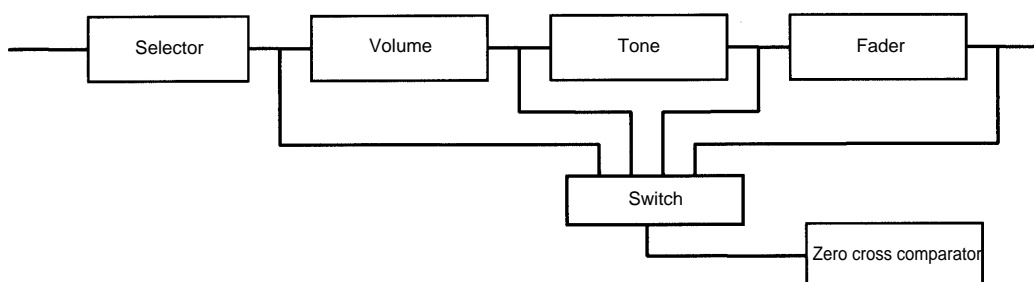 Selector
Volume
Tone
Fader
Switch
Zero cross comparator